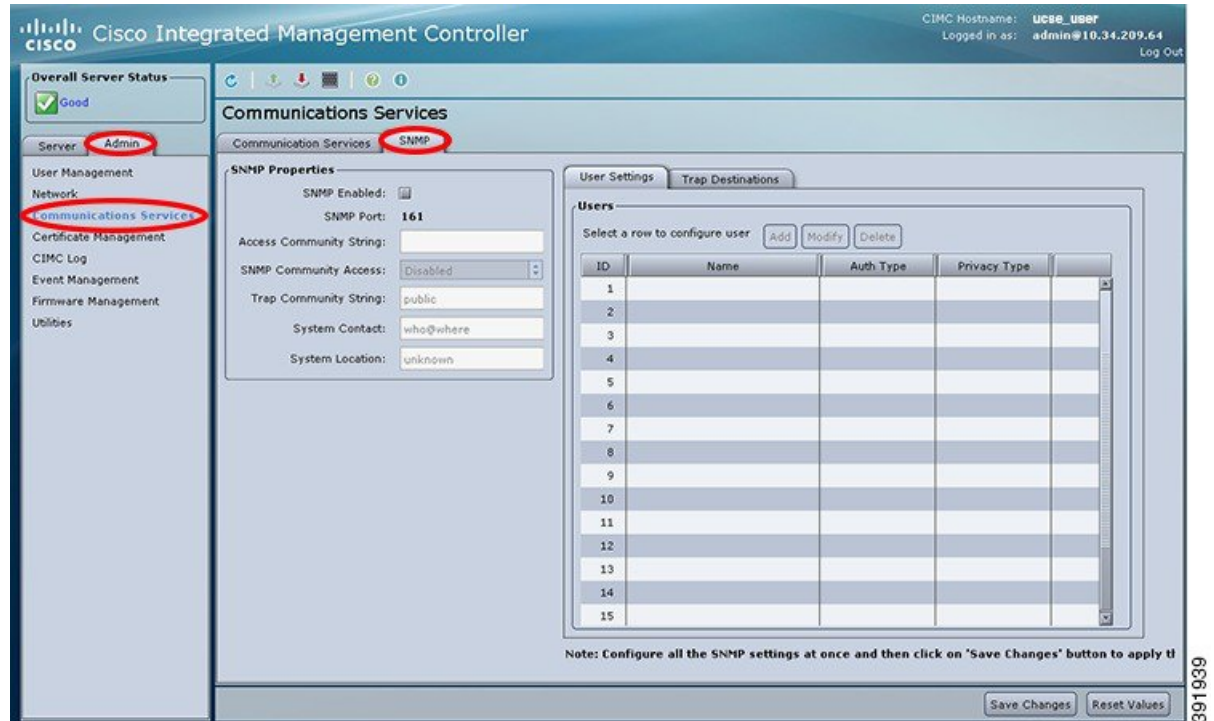 CISCO Cisco Integrated Management Controller
CIMC Hostname: ucse_user
Logged in as: admin@10.34.209.64
Log Out
Overall Server Status
Good
Server Admin
User Management
Network
Communications Services
Certificate Management
CIMC Log
Event Management
Firmware Management
Utilities
Communications Services
Communication Services SNMP
SNMP Properties
SNMP Enabled:
SNMP Port: 161
Access Community String:
SNMP Community Access: Disabled
Trap Community String: public
System Contact: who@where
System Location: unknown
User Settings Trap Destinations
Users
Select a row to configure user Add Modify Delete
ID Name Auth Type Privacy Type
1
2
3
4
5
6
7
8
9
10
11
12
13
14
15
Note: Configure all the SNMP settings at once and then click on 'Save Changes' button to apply tl
Save Changes Reset Values
391939